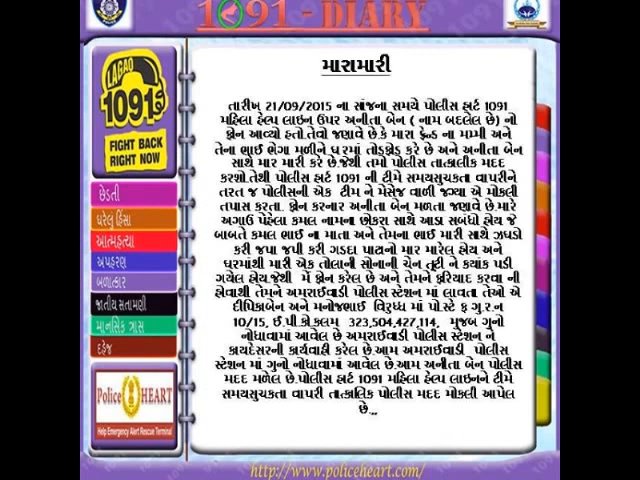 1091 - DIARY
LAGAO
1091
FIGHT BACK
RIGHT NOW
છેડતી
ઘરેલુ હિંસા
આત્મહત્યા
અપહરણ
બળાત્કાર
જાતીય સતામણી
માનસિક ત્રાસ
દહેજ
Police HEART
Help Emergency Alert Rescue Terminal
મારામારી
તારીખ 21/09/2015 ના સાંજના સમયે પોલીસ હાર્ટ 1091
મહિલા હેલ્પ લાઇન ઉપર અનીતા બેન ( નામ બદલેલ છે) નો
ફોન આવ્યો હતો.તેવો જણાવે છે.કે મારા ફ્રેન્ડ ના મમ્મી અને
તેના ભાઈ ભેગા મળીને ઘરમાં તોડફોડ કરે છે અને અનીતા બેન
સાથે માર મારી કરે છે.જેથી તમો પોલીસ તાત્કાલીક મદદ
કરશો.તેથી પોલીસ હાર્ટ 1091 ની ટીમે સમયસુચકતા વાપરીને
તરત જ પોલીસની એક ટીમ ને મેસેજ વાળી જગ્યા એ મોકલી
તપાસ કરતા. ફોન કરનાર અનીતા બેન મળતા જણાવે છે.મારે
અગાઉ પેહેલા કમલ નામના છોકરા સાથે આડા સબંધો હોય જે
બાબતે કમલ ભાઈ ના માતા અને તેમના ભાઈ મારી સાથે ઝઘડો
કરી જપા જપી કરી ગડદા પાટાનો માર મારેલ હોય અને
ઘરમાંથી મારી એક તોલાની સોનાની ચેન તૂટી ને ક્યાંક પડી
ગયેલ હોય.જેથી મેં ફોન કરેલ છે અને તેમને ફરિયાદ કરવા ની
હોવાથી તેમને અમરાઈવાડી પોલીસ સ્ટેશન માં લાવતા તેઓ એ
દીપિકાબેન અને મનોજભાઈ વિરુધ્ધ માં પો.સ્ટે ફ ગુ.ર.ન
10/15, ઈ.પી.કો.કલમ 323,504,427,114, મુજબ ગુનો
નોધાવામાં આવેલ છે અમરાઈવાડી પોલીસ સ્ટેશન ને
કાયદેસરની કાર્યવાહી કરેલ છે.આમ અમરાઈવાડી પોલીસ
સ્ટેશન માં ગુનો નોધાવામાં આવેલ છે.આમ અનીતા બેન પોલીસ
મદદ મળેલ છે.પોલીસ હાર્ટ 1091 મહિલા હેલ્પ લાઇનને ટીમે
સમયસુચકતા વાપરી તાત્કાલિક પોલીસ મદદ મોકલી આપેલ
છે.,,
http://www.policeheart.com/